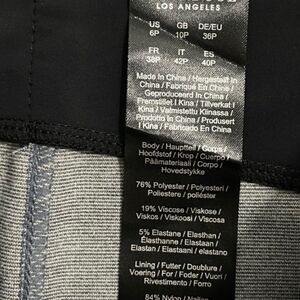 LOS ANGELES
US GB DE/EU
6P 10P 36P
FR IT ES
38P 42P 40P
Made In China / Hergestellt In
China / Fabriqué En Chine /
Geproduceerd In China /
Fremstillet I Kina / Tillverkat I
Kina / Valmistettu Kiinassa /
Prodotto In China / Produsert
I Kina / Fabricado En China
Body / Hauptteil / Corps /
Hoofdstof / Krop / Cuerpo /
Päämateriaali / Corpo /
Hovedstykke
76% Polyester / Polyesteri /
Poliestere / poliéster
19% Viscose / Viskose /
Viskos / Viskoosi / Viscosa
5% Elastane / Elasthan /
Élasthanne / Elastaan /
Elastan / Elastaani / elastano
Lining / Futter / Doublure /
Voering / For / Foder / Vuori
/ Rivestimento / Forro
84% Nylon / Nailon /